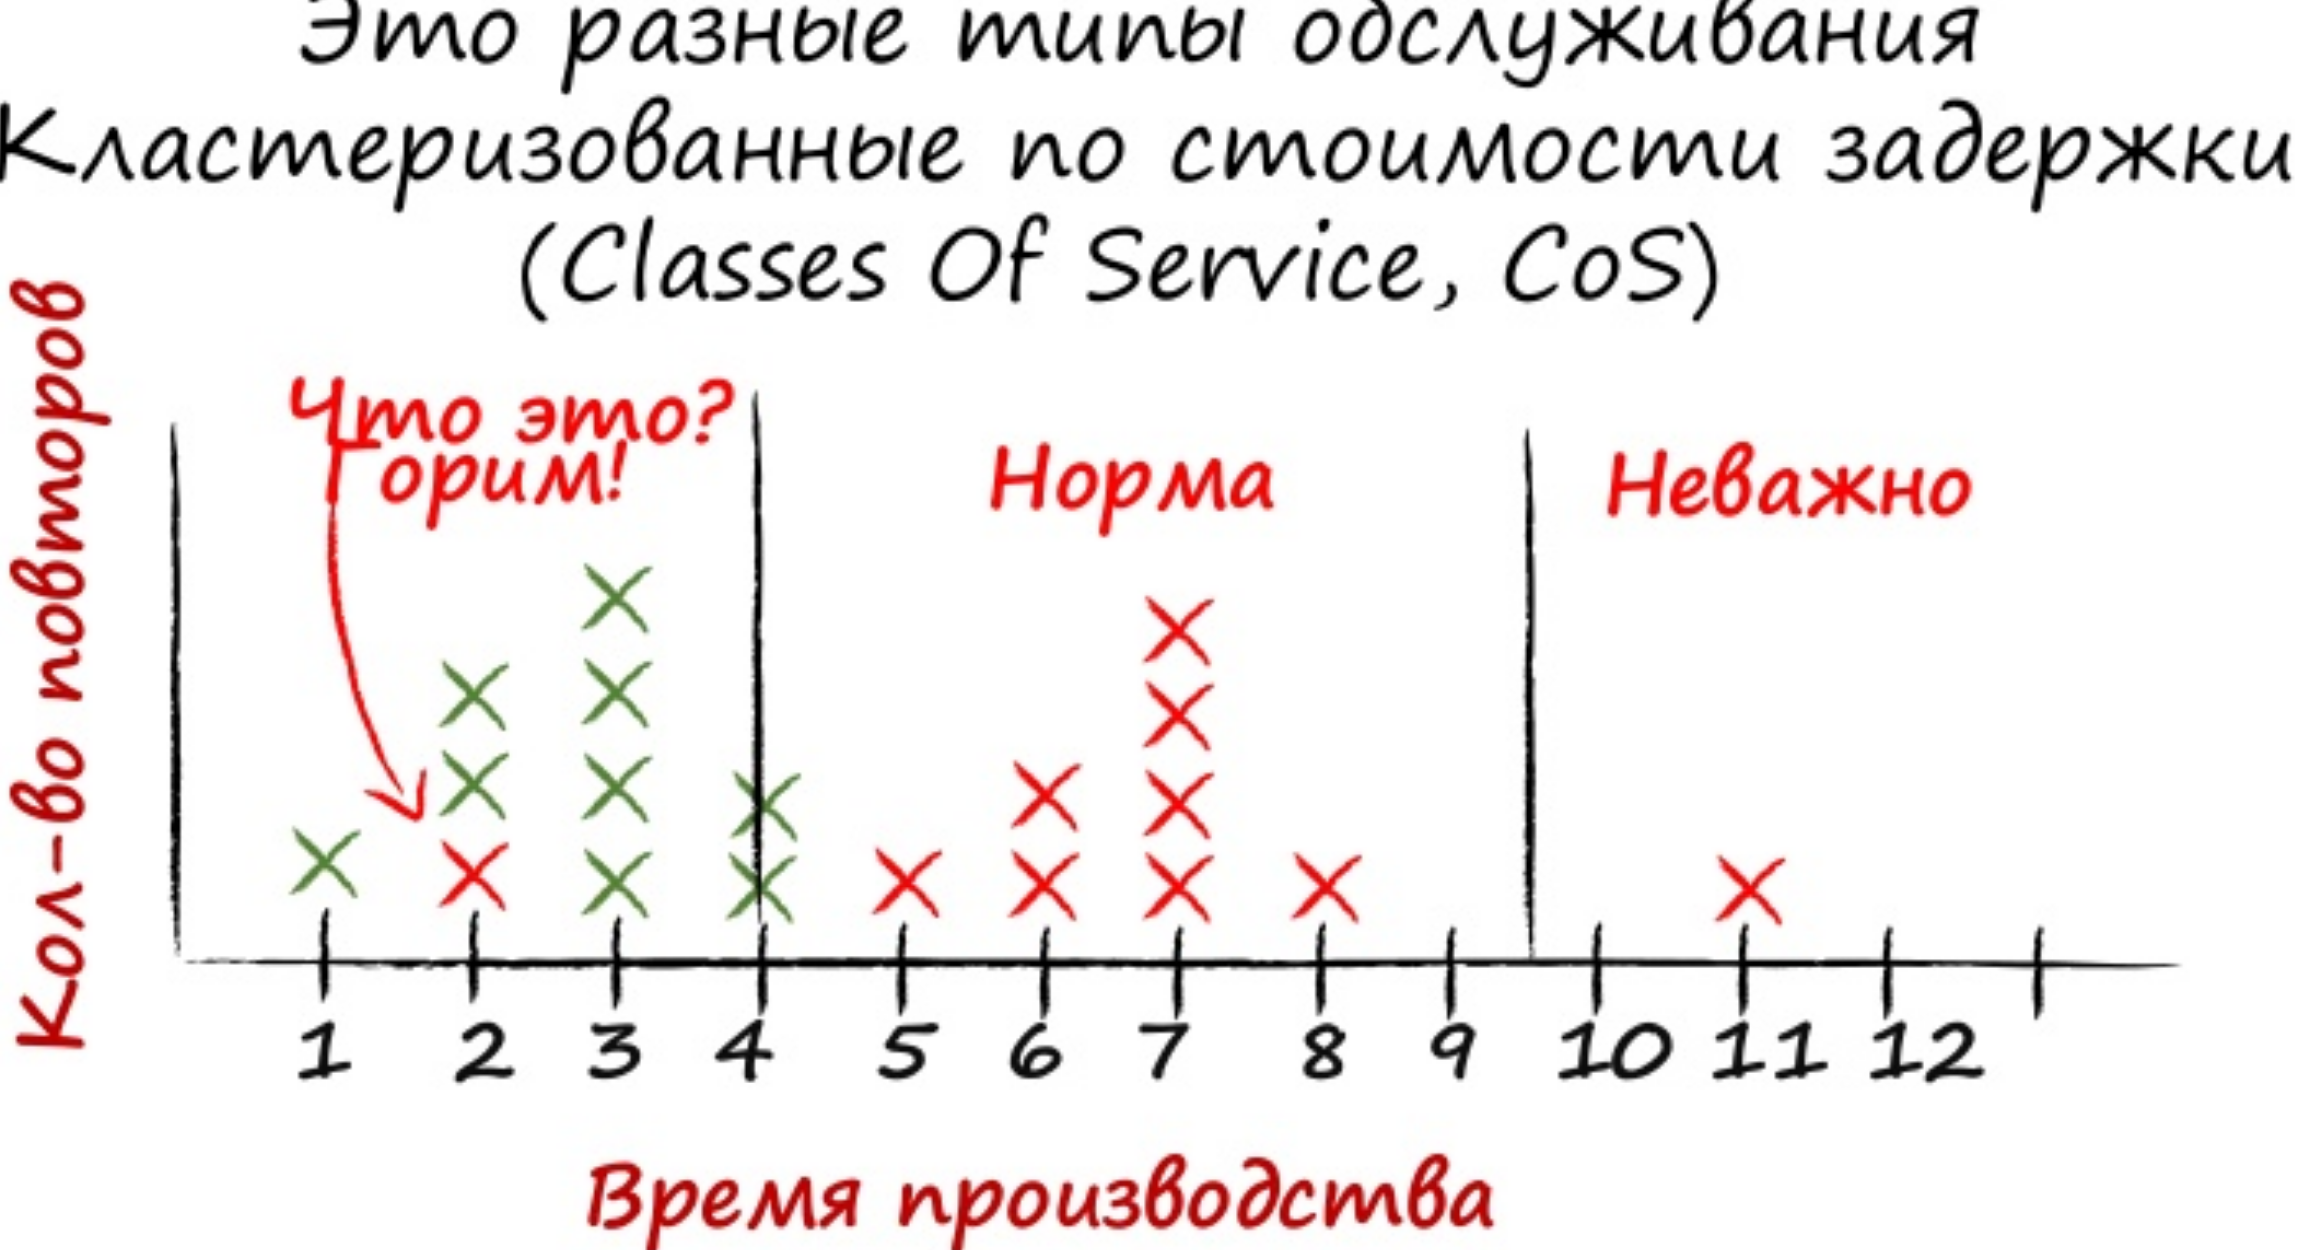 Это разные типы обслуживания
Кластеризованные по стоимости задержки
(Classes Of Service, CoS)
Кол-во повторов
Что это?
Горим!
Норма
Неважно
1 2 3 4 5 6 7 8 9 10 11 12
Время производства